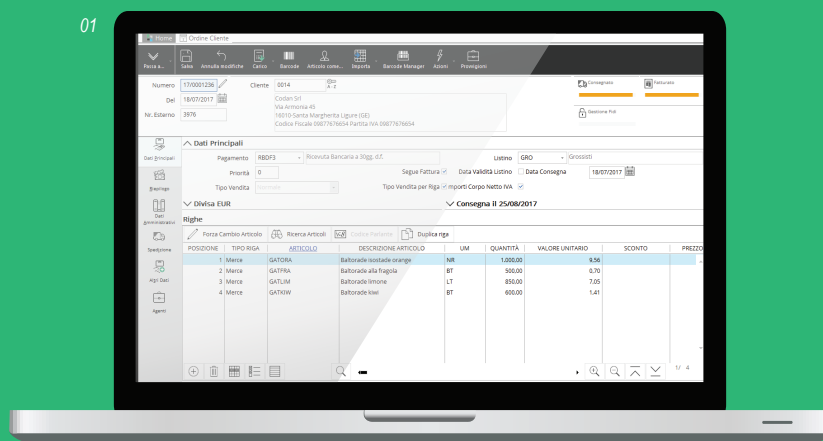 01
Home Ordine Cliente
Passa a... Salva Annulla modifiche Carico Barcode Articolo cons... Importa Barcode Manager Azioni Provvigioni
Numero 17/0001236 Cliente 0014 A-Z Consegnato Fatturato
Del 18/07/2017 Codan Srl
Via Armonia 45
Nr. Esterno 3976 16010-Santa Margherita Ligure (GE) Gestione Fidi
Codice Fiscale 09877676654 Partita IVA 09877676654
Dati Principali
Dati Principali
Pagamento RBDF3 Ricevuta Bancaria a 30gg. d.f. Listino GRO Grossisti
Priorità 0 Segue Fattura Data Validità Listino Data Consegna 18/07/2017
Riepilogo
Tipo Vendita Normale Tipo Vendita per Riga Importi Corpo Netto IVA
Divisa EUR Consegna il 25/08/2017
Dati Amministrativi
Righe
Forza Cambio Articolo Ricerca Articoli Codice Parlante Duplica riga
Spedizione
POSIZIONE TIPO RIGA ARTICOLO DESCRIZIONE ARTICOLO UM QUANTITÀ VALORE UNITARIO SCONTO PREZZO
1 Merce GATORA Baltorade isostade orange NR 1.000,00 9,56
2 Merce GATFRA Baltorade alla fragola BT 500,00 0,70
3 Merce GATLIM Baltorade limone LT 850,00 7,05
4 Merce GATKIW Baltorade kiwi BT 600,00 1,41
Altri Dati
Agenti
1/ 4